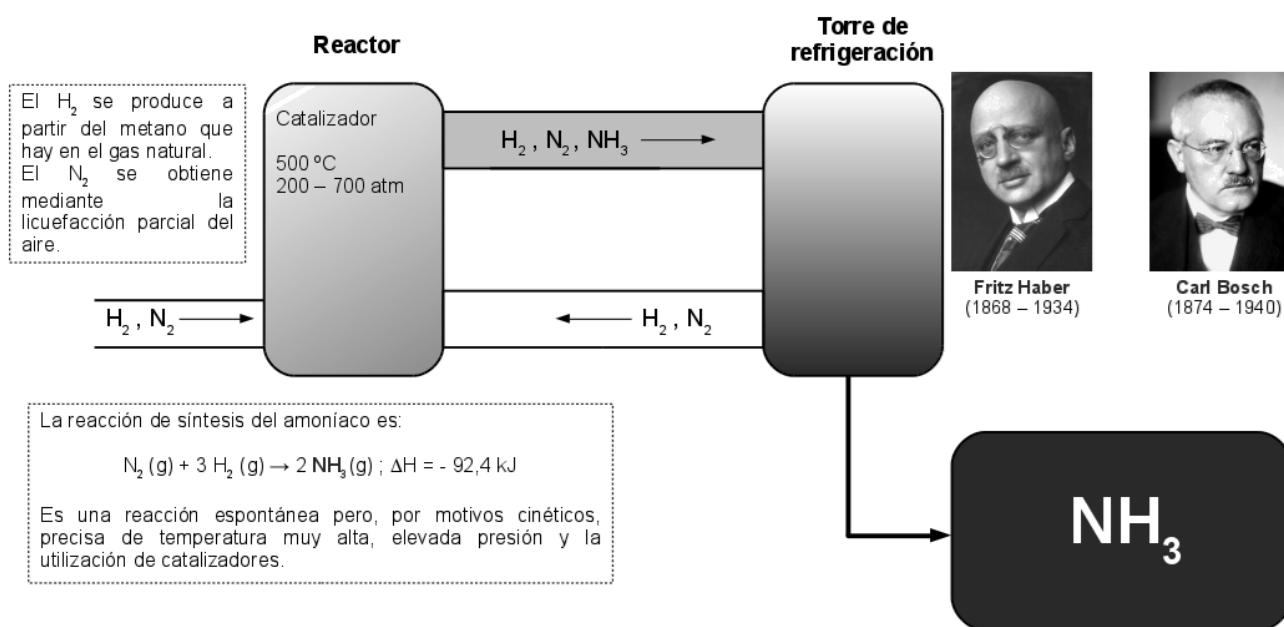 Reactor
Torre de
refrigeración
El H₂ se produce a
partir del metano que
hay en el gas natural.
El N₂ se obtiene
mediante la
licuefacción parcial del
aire.
Catalizador
500 ºC
200 – 700 atm
H₂ , N₂, NH₃
H₂ , N₂
H₂ , N₂
Fritz Haber
(1868 – 1934)
Carl Bosch
(1874 – 1940)
La reacción de síntesis del amoníaco es:
N₂ (g) + 3 H₂ (g) → 2 NH₃ (g) ; ΔH = - 92,4 kJ
Es una reacción espontánea pero, por motivos cinéticos,
precisa de temperatura muy alta, elevada presión y la
utilización de catalizadores.
NH₃